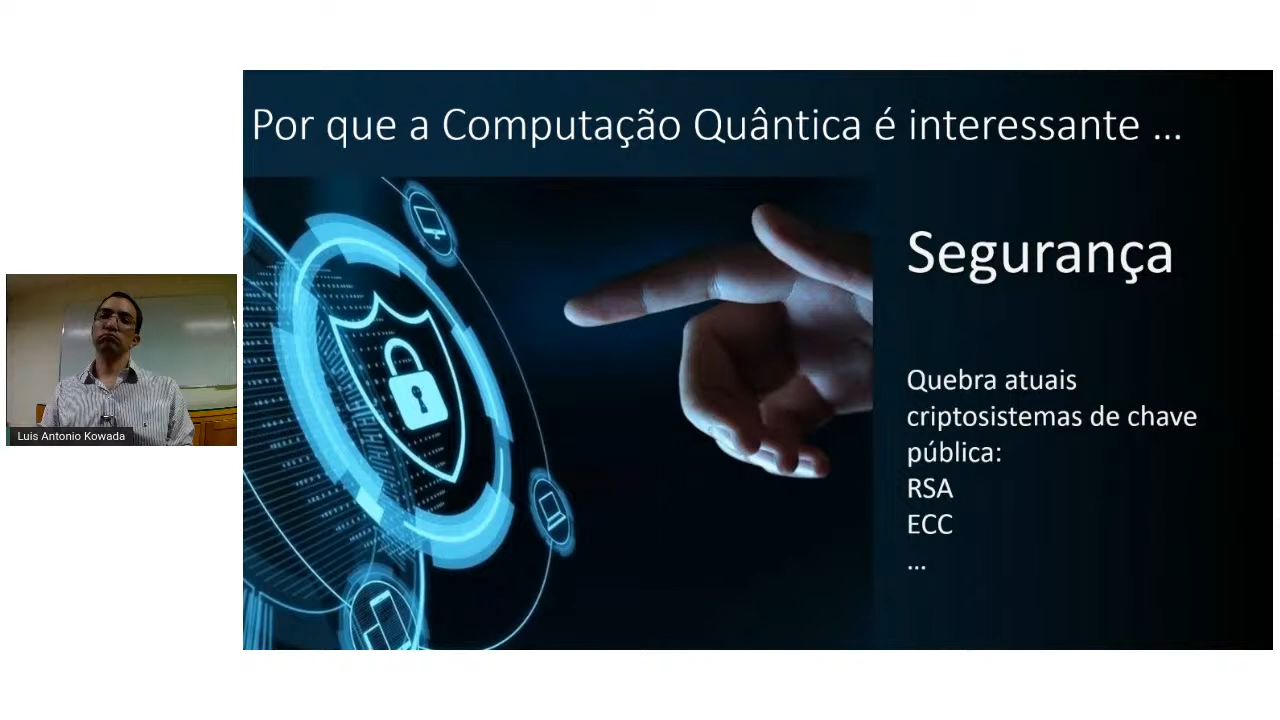 Por que a Computação Quântica é interessante ...
Segurança
Quebra atuais
criptosistemas de chave
pública:
RSA
ECC
...
Luis Antonio Kowada